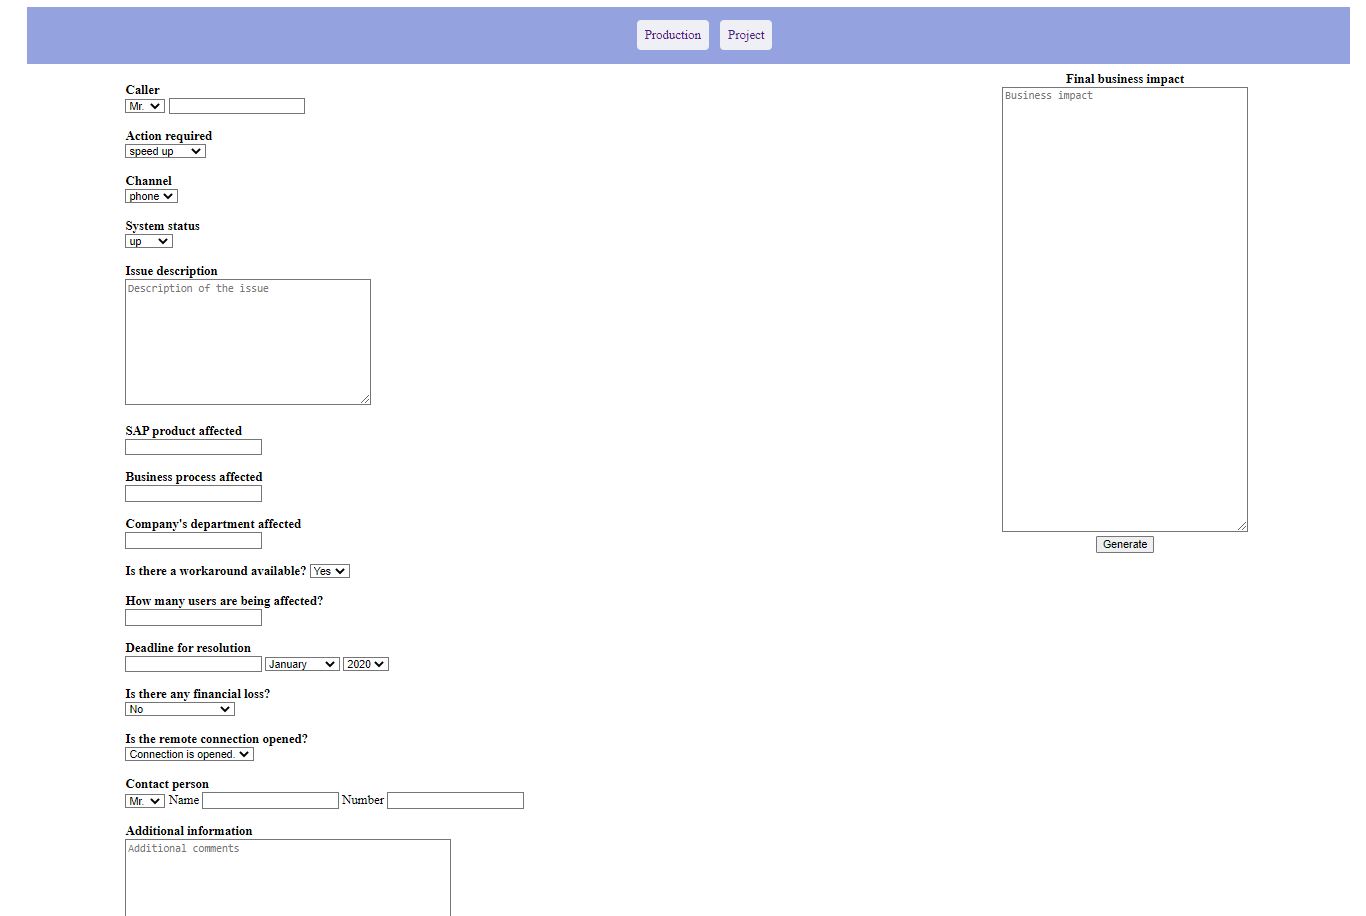 Production Project
Caller
Mr.
Action required
speed up
Channel
phone
System status
up
Issue description
Description of the issue
SAP product affected
Business process affected
Company's department affected
Is there a workaround available? Yes
How many users are being affected?
Deadline for resolution
January 2020
Is there any financial loss?
No
Is the remote connection opened?
Connection is opened.
Contact person
Mr. Name Number
Additional information
Additional comments
Final business impact
Business impact
Generate